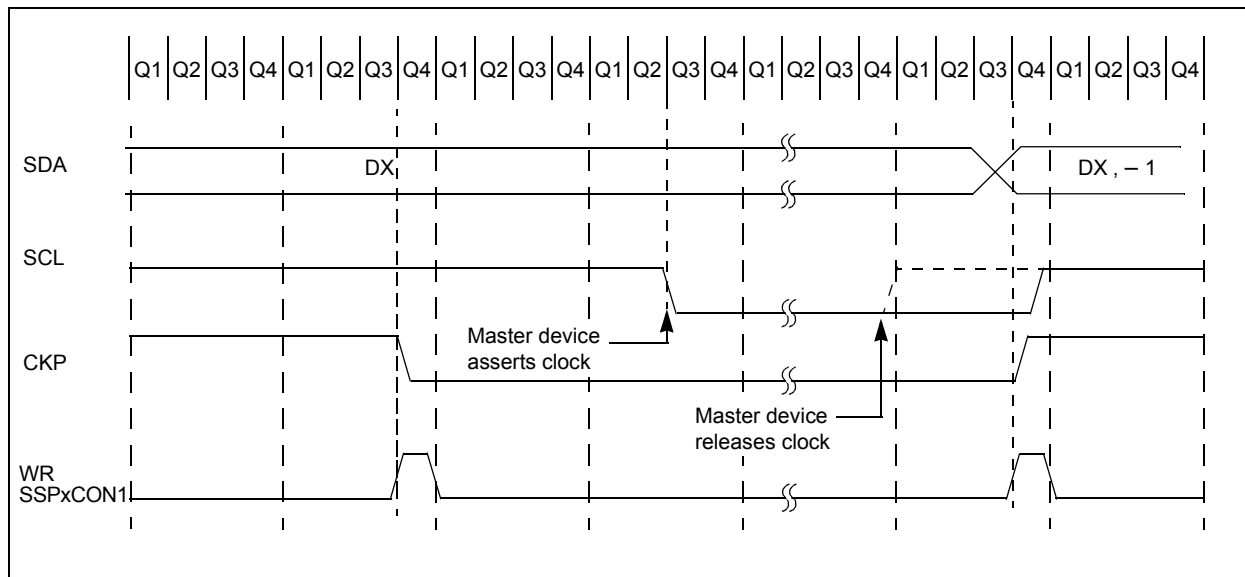 Q1 Q2 Q3 Q4 Q1 Q2 Q3 Q4 Q1 Q2 Q3 Q4 Q1 Q2 Q3 Q4 Q1 Q2 Q3 Q4 Q1 Q2 Q3 Q4 Q1 Q2 Q3 Q4
SDA
DX
DX , – 1
SCL
Master device
asserts clock
CKP
Master device
releases clock
WR
SSPxCON1